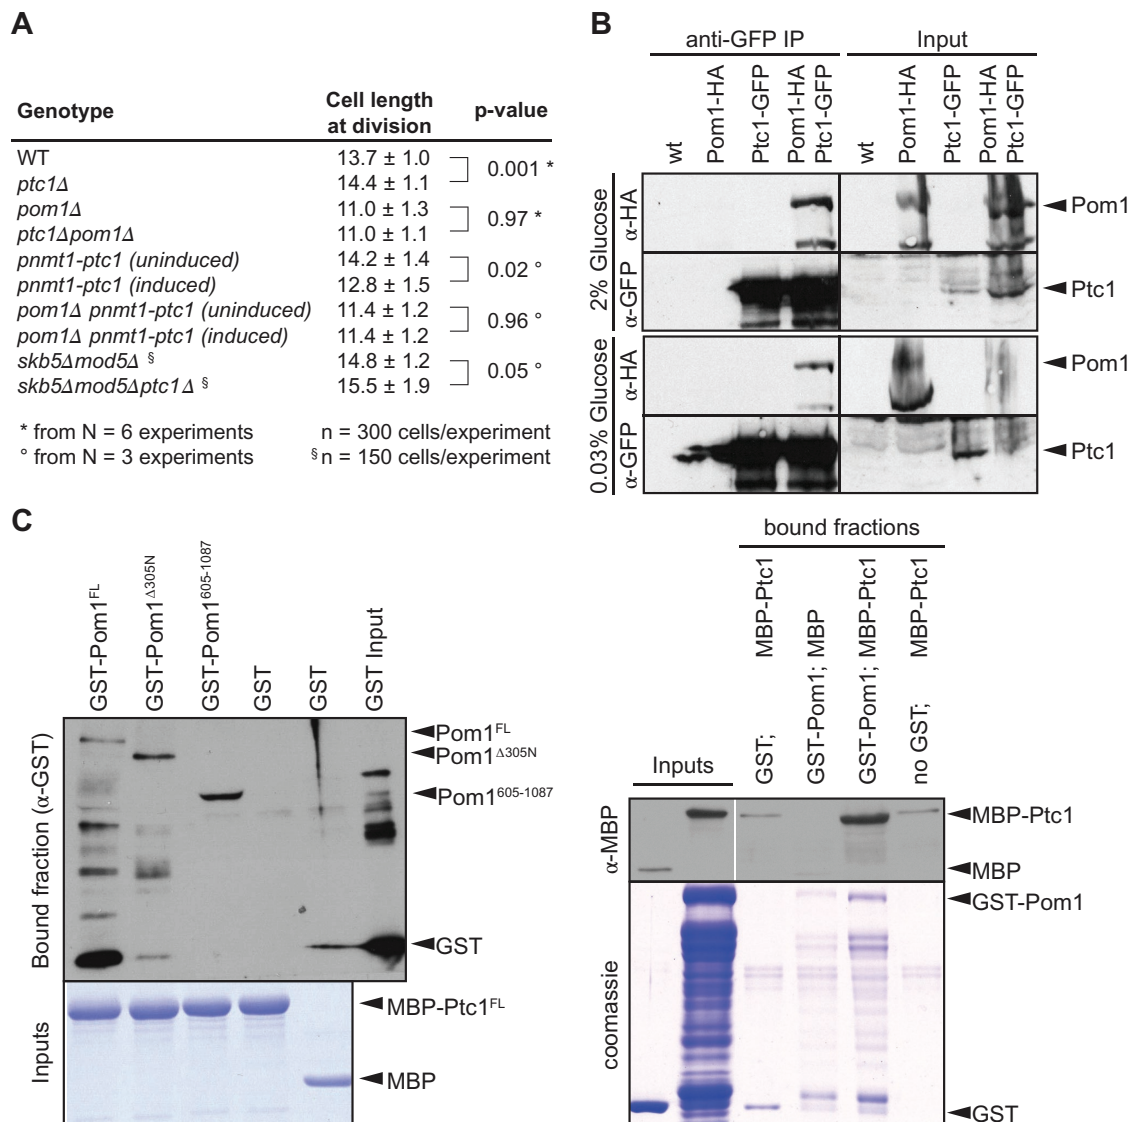 A
Genotype
Cell length
at division
p-value
WT 13.7 ± 1.0
0.001 *
ptc1Δ 14.4 ± 1.1
pom1Δ 11.0 ± 1.3
0.97 *
ptc1Δpom1Δ 11.0 ± 1.1
pnmt1-ptc1 (uninduced) 14.2 ± 1.4
0.02 °
pnmt1-ptc1 (induced) 12.8 ± 1.5
pom1Δ pnmt1-ptc1 (uninduced) 11.4 ± 1.2
0.96 °
pom1Δ pnmt1-ptc1 (induced) 11.4 ± 1.2
skb5Δmod5Δ § 14.8 ± 1.2
0.05 °
skb5Δmod5Δptc1Δ § 15.5 ± 1.9
* from N = 6 experiments n = 300 cells/experiment
° from N = 3 experiments § n = 150 cells/experiment
B
anti-GFP IP
Input
wt
Pom1-HA
Ptc1-GFP
Pom1-HA
Ptc1-GFP
wt
Pom1-HA
Ptc1-GFP
Pom1-HA
Ptc1-GFP
2% Glucose
α-HA
Pom1
α-GFP
Ptc1
0.03% Glucose
α-HA
Pom1
α-GFP
Ptc1
C
GST-Pom1FL
GST-Pom1Δ305N
GST-Pom1605-1087
GST
GST
GST Input
Bound fraction (α-GST)
Pom1FL
Pom1Δ305N
Pom1605-1087
GST
Inputs
MBP-Ptc1FL
MBP
bound fractions
Inputs
GST; MBP-Ptc1
GST-Pom1; MBP
GST-Pom1; MBP-Ptc1
no GST; MBP-Ptc1
α-MBP
MBP-Ptc1
MBP
coomassie
GST-Pom1
GST